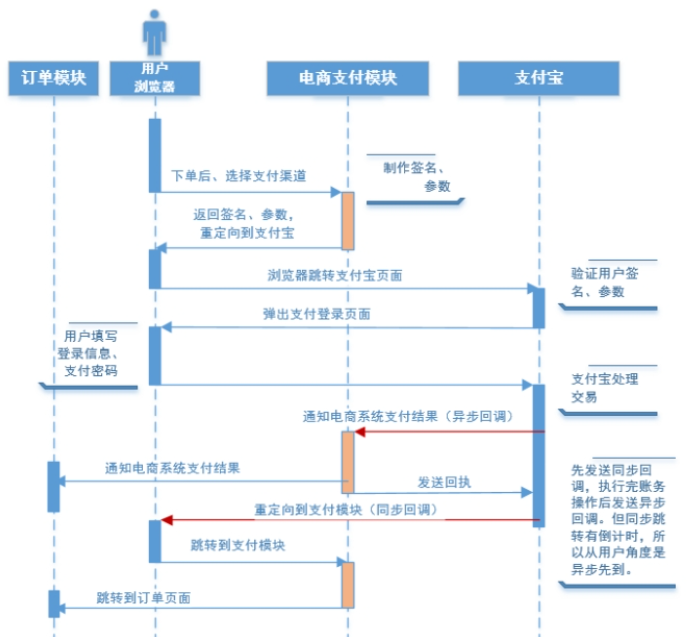 订单模块
用户
浏览器
电商支付模块
支付宝
下单后、选择支付渠道
制作签名、
参数
返回签名、参数，
重定向到支付宝
浏览器跳转支付宝页面
验证用户签
名、参数
弹出支付登录页面
用户填写
登录信息、
支付密码
支付宝处理
交易
通知电商系统支付结果（异步回调）
通知电商系统支付结果
发送回执
先发送同步回
调，执行完账务
操作后发送异步
回调。但同步跳
转有倒计时，所
以从用户角度是
异步先到。
重定向到支付模块（同步回调）
跳转到支付模块
跳转到订单页面